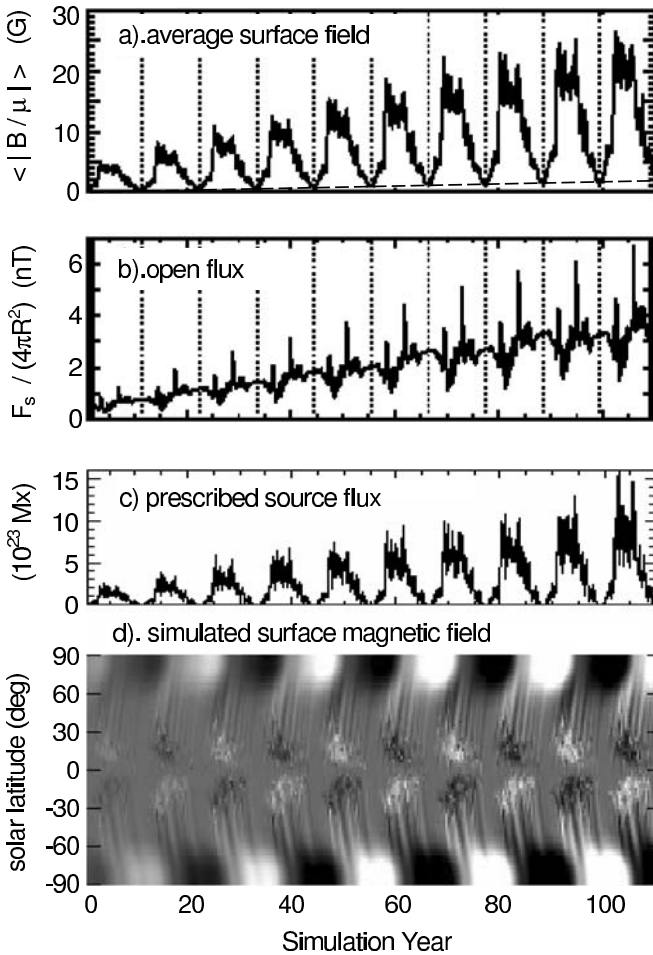 30
20
10
0
< | B / μ | > (G)
a).average surface field
6
4
2
0
F_s / (4πR²) (nT)
b).open flux
15
10
5
0
(10²³ Mx)
c) prescribed source flux
d). simulated surface magnetic field
90
60
30
0
-30
-60
-90
solar latitude (deg)
0 20 40 60 80 100
Simulation Year